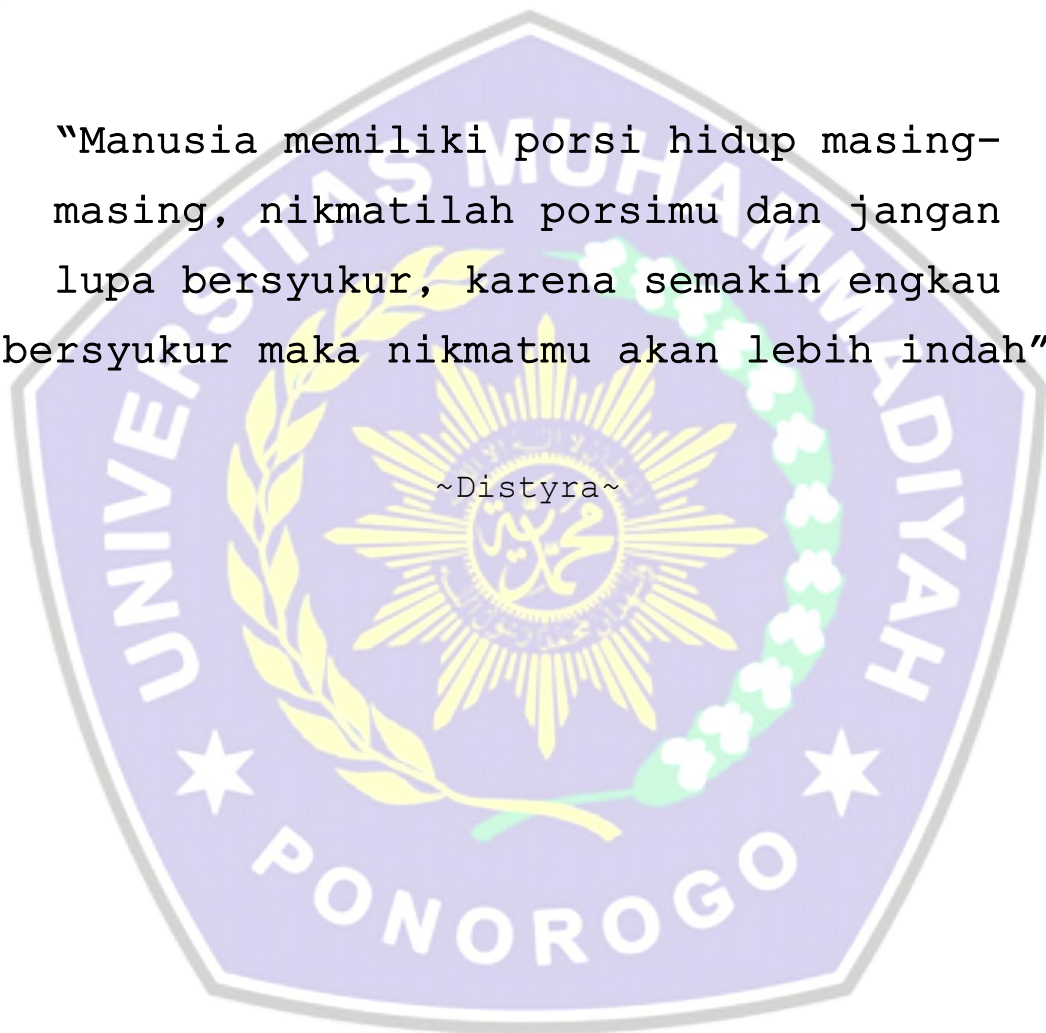 “Manusia memiliki porsi hidup masing-
masing, nikmatilah porsimu dan jangan
lupa bersyukur, karena semakin engkau
bersyukur maka nikmatmu akan lebih indah”
~Distyra~
UNIVERSITAS MUHAMMADIYAH
محمدية
PONOROGO